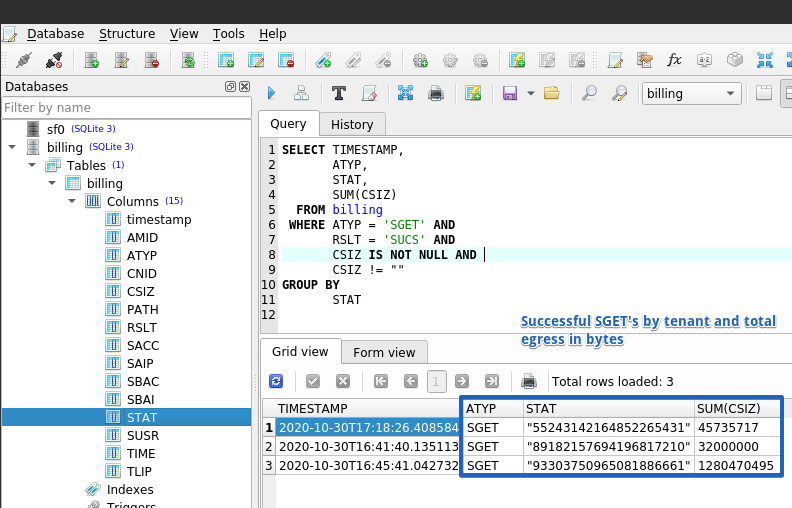 Database Structure View Tools Help
Databases
Filter by name
sf0 (SQLite 3)
billing (SQLite 3)
Tables (1)
billing
Columns (15)
timestamp
AMID
ATYP
CNID
CSIZ
PATH
RSLT
SACC
SAIP
SBAC
SBAI
STAT
SUSR
TIME
TLIP
Indexes
Triggers
billing
Query History
1 SELECT TIMESTAMP,
2 ATYP,
3 STAT,
4 SUM(CSIZ)
5 FROM billing
6 WHERE ATYP = 'SGET' AND
7 RSLT = 'SUCS' AND
8 CSIZ IS NOT NULL AND
9 CSIZ != ""
10 GROUP BY
11 STAT
12
Successful SGET's by tenant and total
egress in bytes
Grid view Form view
1 Total rows loaded: 3
TIMESTAMP ATYP STAT SUM(CSIZ)
1 2020-10-30T17:18:26.408584 SGET "55243142164852265431" 45735717
2 2020-10-30T16:41:40.135113 SGET "89182157694196817210" 32000000
3 2020-10-30T16:45:41.042732 SGET "93303750965081886661" 1280470495